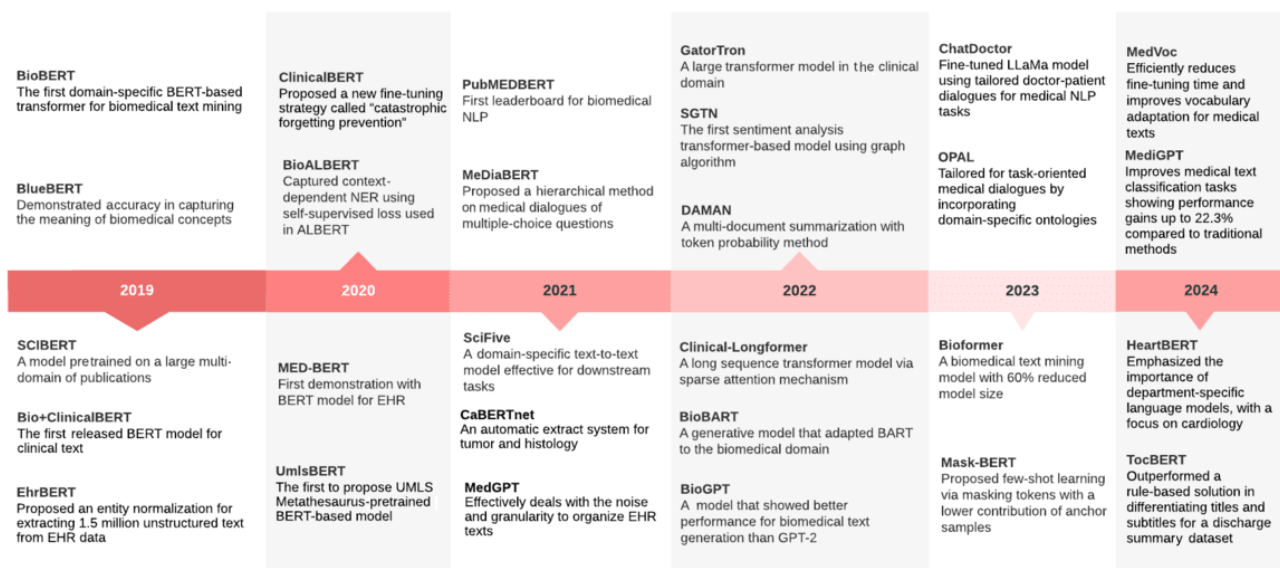 BioBERT
The first domain-specific BERT-based
transformer for biomedical text mining
BlueBERT
Demonstrated accuracy in capturing
the meaning of biomedical concepts
ClinicalBERT
Proposed a new fine-tuning
strategy called "catastrophic
forgetting prevention"
BioALBERT
Captured context-
dependent NER using
self-supervised loss used
in ALBERT
PubMEDBERT
First leaderboard for biomedical
NLP
MeDiaBERT
Proposed a hierarchical method
on medical dialogues of
multiple-choice questions
GatorTron
A large transformer model in the clinical
domain
SGTN
The first sentiment analysis
transformer-based model using graph
algorithm
DAMAN
A multi-document summarization with
token probability method
ChatDoctor
Fine-tuned LLaMa model
using tailored doctor-patient
dialogues for medical NLP
tasks
OPAL
Tailored for task-oriented
medical dialogues by
incorporating
domain-specific ontologies
MedVoc
Efficiently reduces
fine-tuning time and
improves vocabulary
adaptation for medical
texts
MediGPT
Improves medical text
classification tasks
showing performance
gains up to 22.3%
compared to traditional
methods
2019
2020
2021
2022
2023
2024
SCIBERT
A model pretrained on a large multi-
domain of publications
Bio+ClinicalBERT
The first released BERT model for
clinical text
EhrBERT
Proposed an entity normalization for
extracting 1.5 million unstructured text
from EHR data
MED-BERT
First demonstration with
BERT model for EHR
UmlsBERT
The first to propose UMLS
Metathesaurus-pretrained
BERT-based model
SciFive
A domain-specific text-to-text
model effective for downstream
tasks
CaBERTnet
An automatic extract system for
tumor and histology
MedGPT
Effectively deals with the noise
and granularity to organize EHR
texts
Clinical-Longformer
A long sequence transformer model via
sparse attention mechanism
BioBART
A generative model that adapted BART
to the biomedical domain
BioGPT
A model that showed better
performance for biomedical text
generation than GPT-2
Bioformer
A biomedical text mining
model with 60% reduced
model size
Mask-BERT
Proposed few-shot learning
via masking tokens with a
lower contribution of anchor
samples
HeartBERT
Emphasized the
importance of
department-specific
language models, with a
focus on cardiology
TocBERT
Outperformed a
rule-based solution in
differentiating titles and
subtitles for a discharge
summary dataset